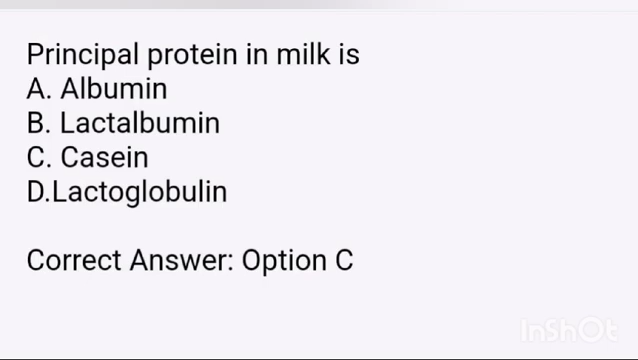 Principal protein in milk is
A. Albumin
B. Lactalbumin
C. Casein
D.Lactoglobulin
Correct Answer: Option C
InShOt